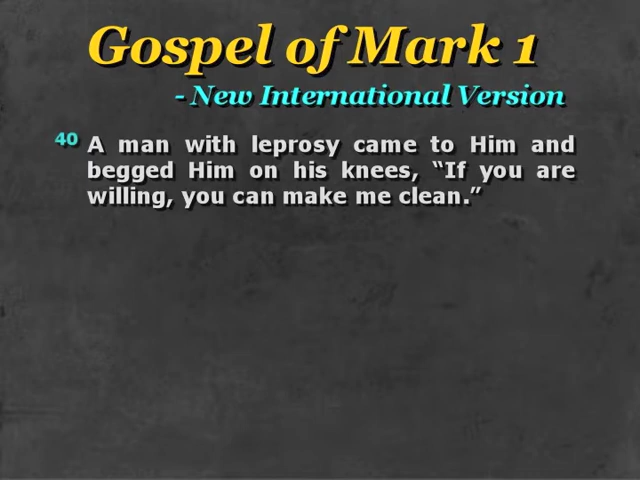 Gospel of Mark 1
- New International Version
40 A man with leprosy came to Him and
begged Him on his knees, “If you are
willing, you can make me clean.”